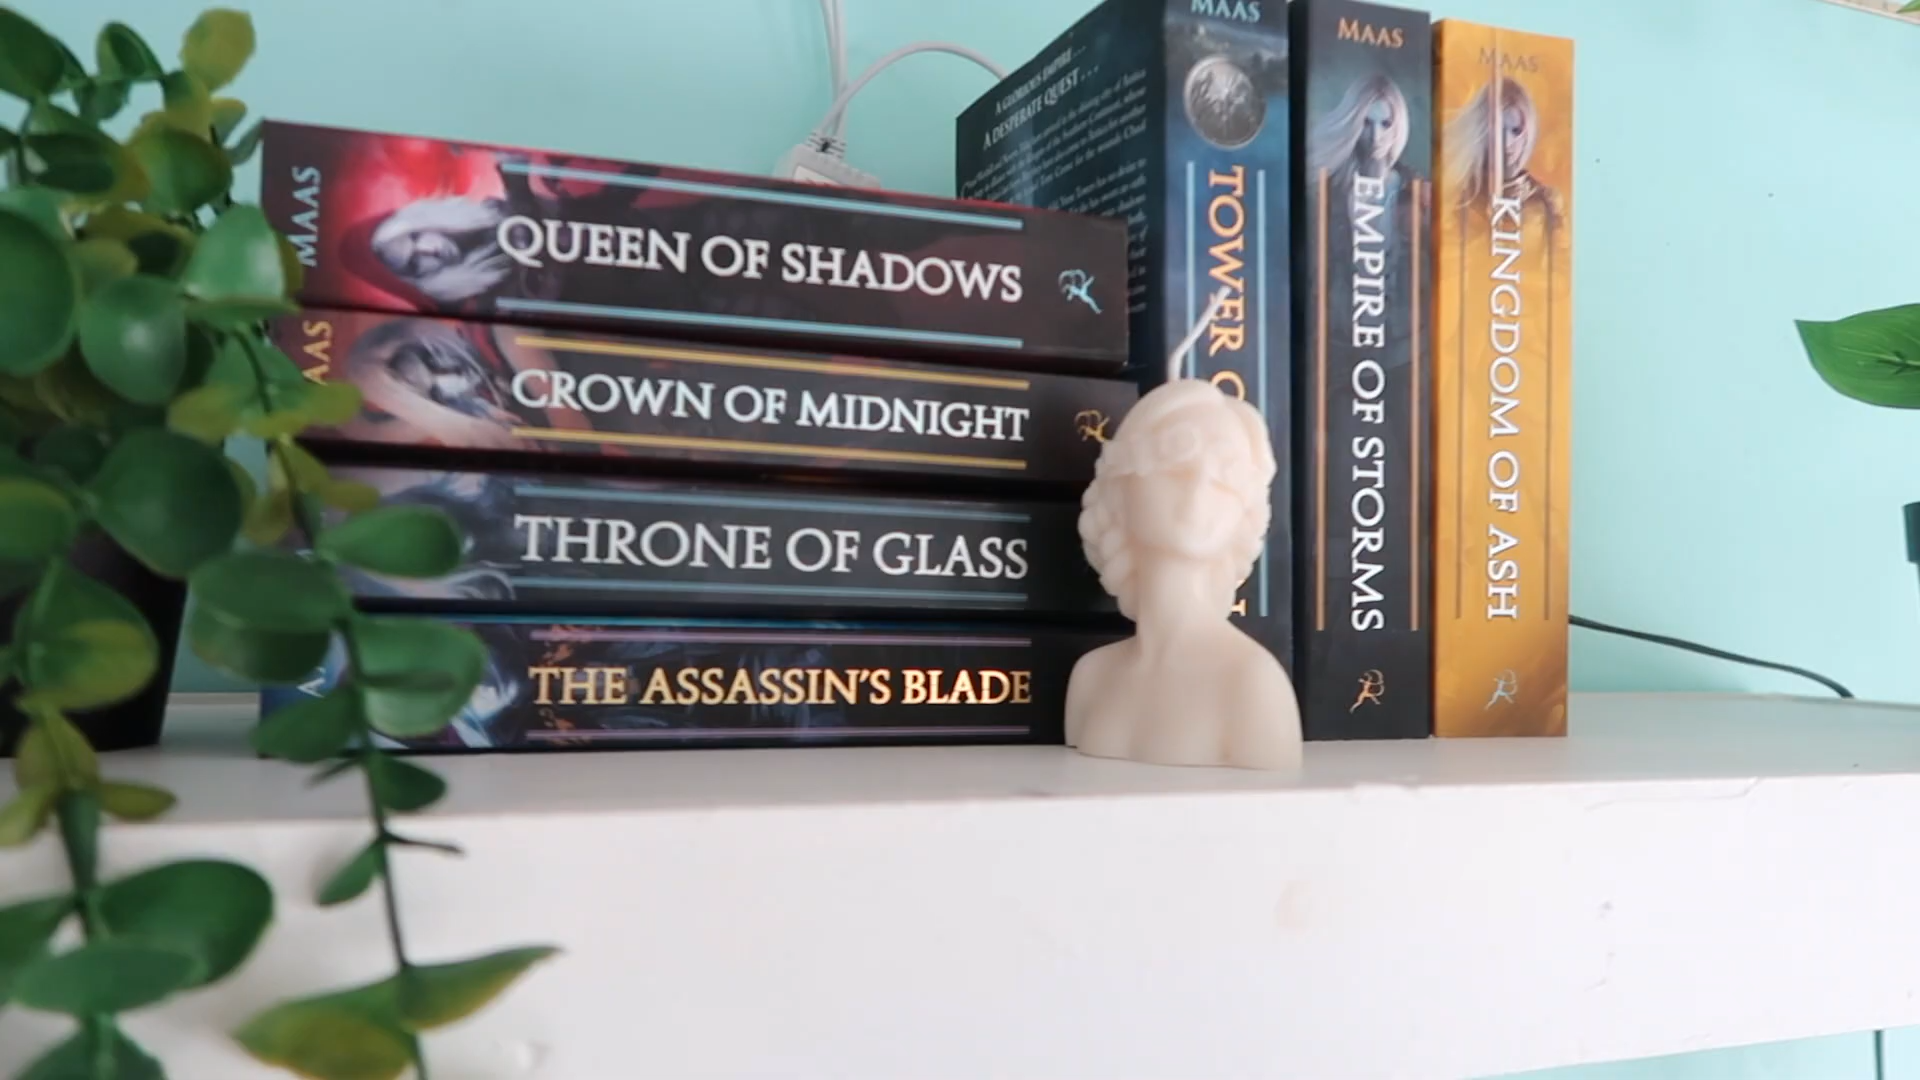 MAAS
QUEEN OF SHADOWS
AAS
CROWN OF MIDNIGHT
THRONE OF GLASS
THE ASSASSIN'S BLADE
A GLORIOUS EMPIRE...
A DESPERATE QUEST...
MAAS
TOWER O
MAAS
EMPIRE OF STORMS
MAAS
KINGDOM OF ASH